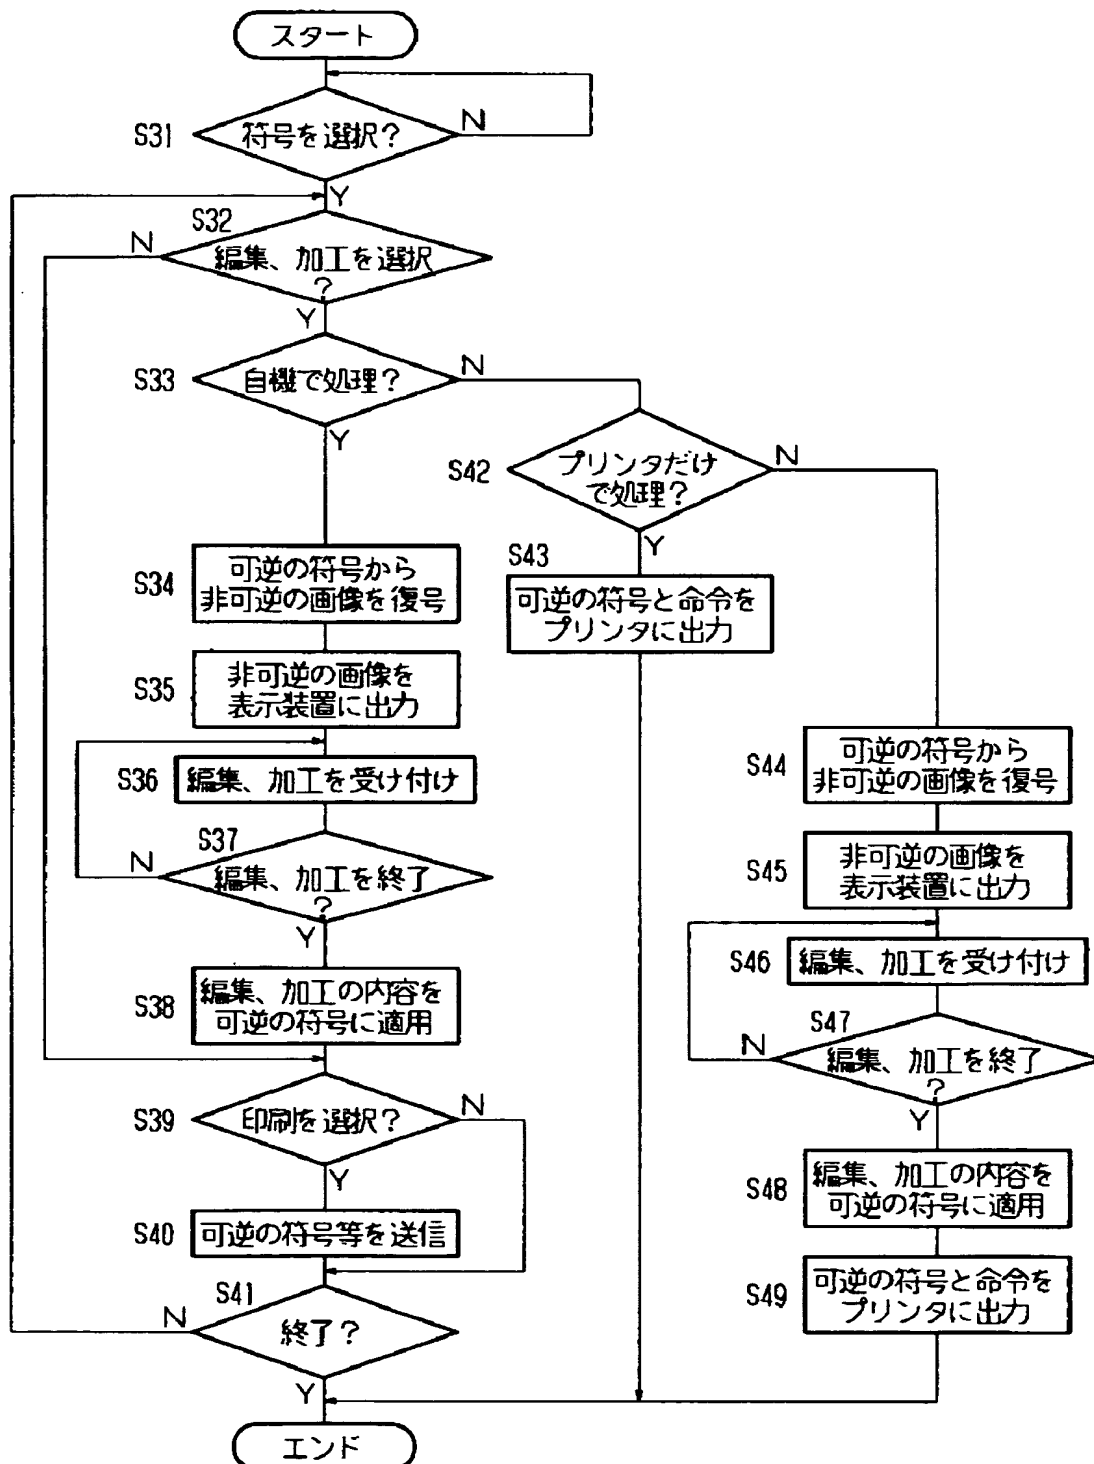 スタート
S31
符号を選択？
N
Y
S32
N
編集、加工を選択
？
Y
S33
自機で処理？
N
Y
S42
プリンタだけ
で処理？
N
Y
S43
可逆の符号と命令を
プリンタに出力
S34
可逆の符号から
非可逆の画像を復号
S35
非可逆の画像を
表示装置に出力
S36
編集、加工を受け付け
S37
N
編集、加工を終了
？
Y
S38
編集、加工の内容を
可逆の符号に適用
S39
印刷を選択？
N
Y
S40
可逆の符号等を送信
S41
N
終了？
Y
S44
可逆の符号から
非可逆の画像を復号
S45
非可逆の画像を
表示装置に出力
S46
編集、加工を受け付け
S47
N
編集、加工を終了
？
Y
S48
編集、加工の内容を
可逆の符号に適用
S49
可逆の符号と命令を
プリンタに出力
エンド